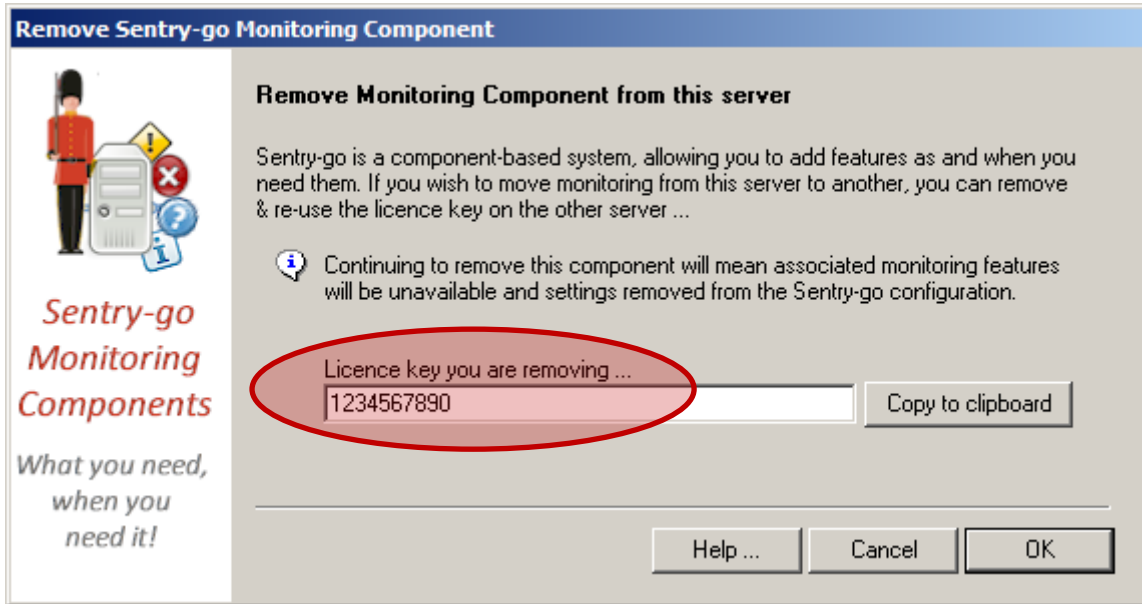 Remove Sentry-go Monitoring Component
Remove Monitoring Component from this server
Sentry-go is a component-based system, allowing you to add features as and when you
need them. If you wish to move monitoring from this server to another, you can remove
& re-use the licence key on the other server ...
Continuing to remove this component will mean associated monitoring features
will be unavailable and settings removed from the Sentry-go configuration.
Licence key you are removing ...
1234567890
Copy to clipboard
Sentry-go
Monitoring
Components
What you need,
when you
need it!
Help ...
Cancel
OK